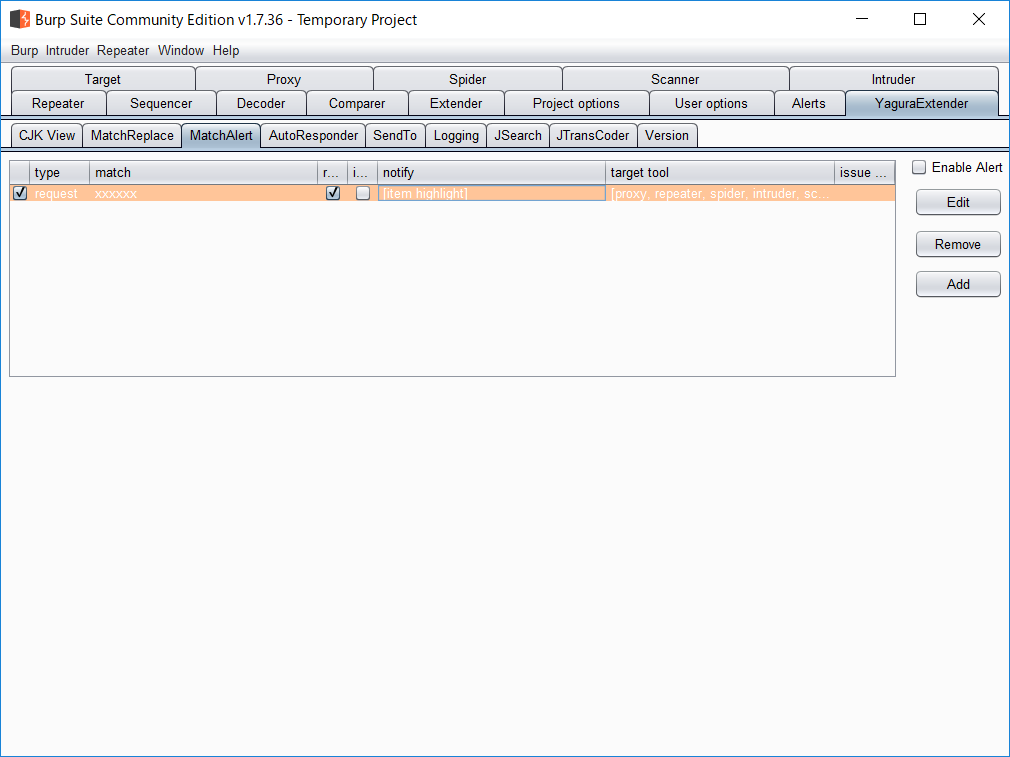 Burp Suite Community Edition v1.7.36 - Temporary Project
Burp Intruder Repeater Window Help
Target Proxy Spider Scanner Intruder
Repeater Sequencer Decoder Comparer Extender Project options User options Alerts YaguraExtender
CJK View MatchReplace MatchAlert AutoResponder SendTo Logging JSearch JTransCoder Version
type match r... i... notify target tool issue ...
Enable Alert
request xxxxxx [item highlight] [proxy, repeater, spider, intruder, sc...
Edit
Remove
Add